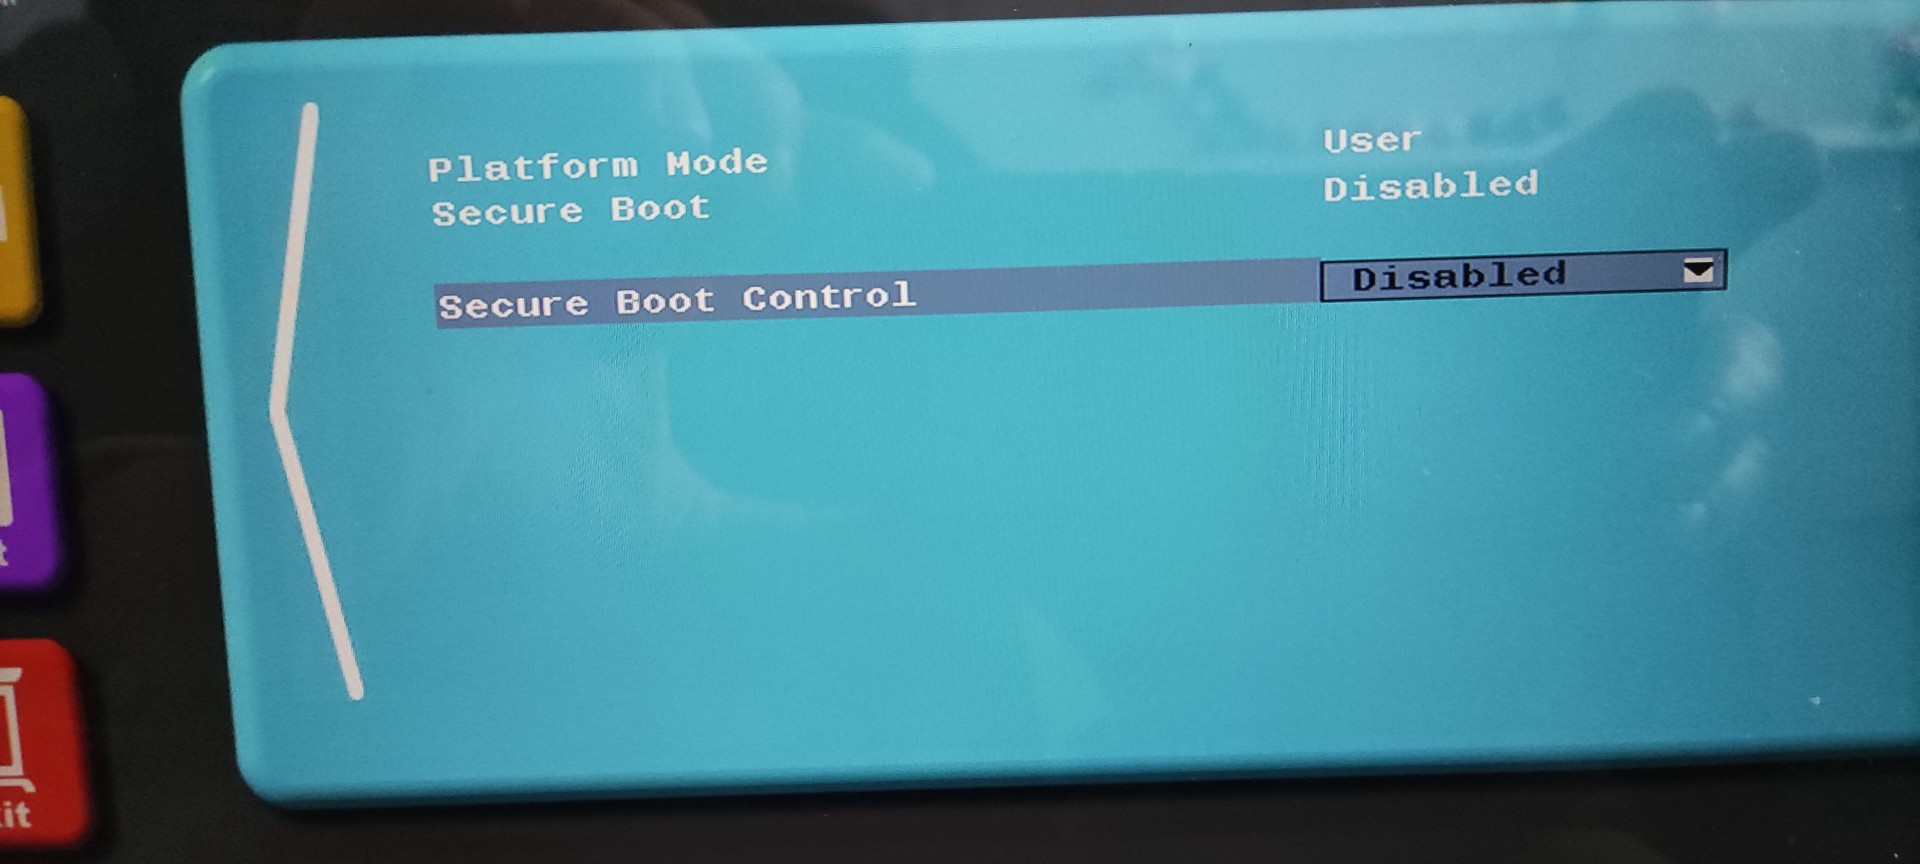 Platform Mode User
Secure Boot Disabled
Secure Boot Control Disabled